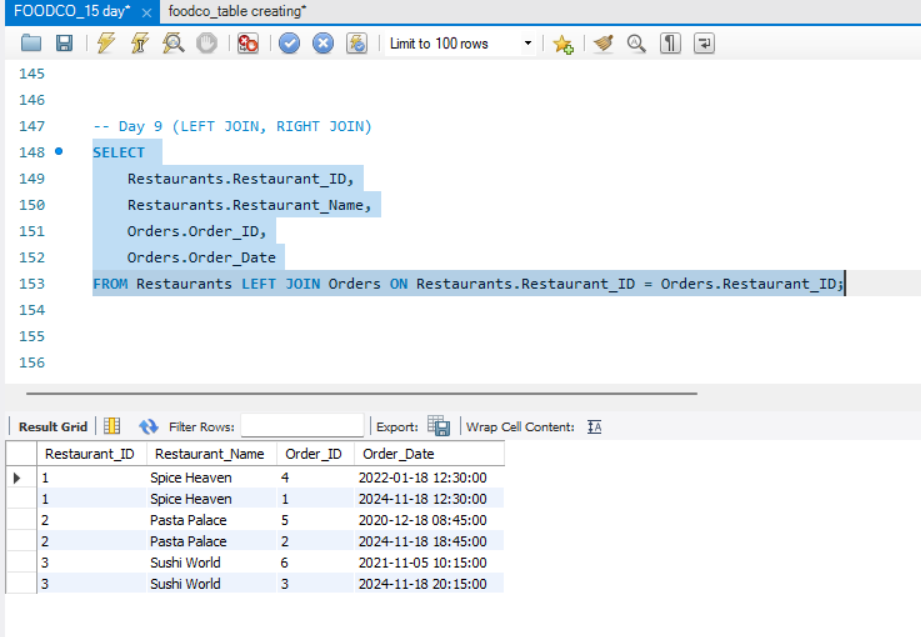 FOODCO_15 day* × foodco_table creating*
Limit to 100 rows
145
146
147 -- Day 9 (LEFT JOIN, RIGHT JOIN)
148 SELECT
149 Restaurants.Restaurant_ID,
150 Restaurants.Restaurant_Name,
151 Orders.Order_ID,
152 Orders.Order_Date
153 FROM Restaurants LEFT JOIN Orders ON Restaurants.Restaurant_ID = Orders.Restaurant_ID;
154
155
156
Result Grid Filter Rows: Export: Wrap Cell Content: IA
Restaurant_ID Restaurant_Name Order_ID Order_Date
1 Spice Heaven 4 2022-01-18 12:30:00
1 Spice Heaven 1 2024-11-18 12:30:00
2 Pasta Palace 5 2020-12-18 08:45:00
2 Pasta Palace 2 2024-11-18 18:45:00
3 Sushi World 6 2021-11-05 10:15:00
3 Sushi World 3 2024-11-18 20:15:00